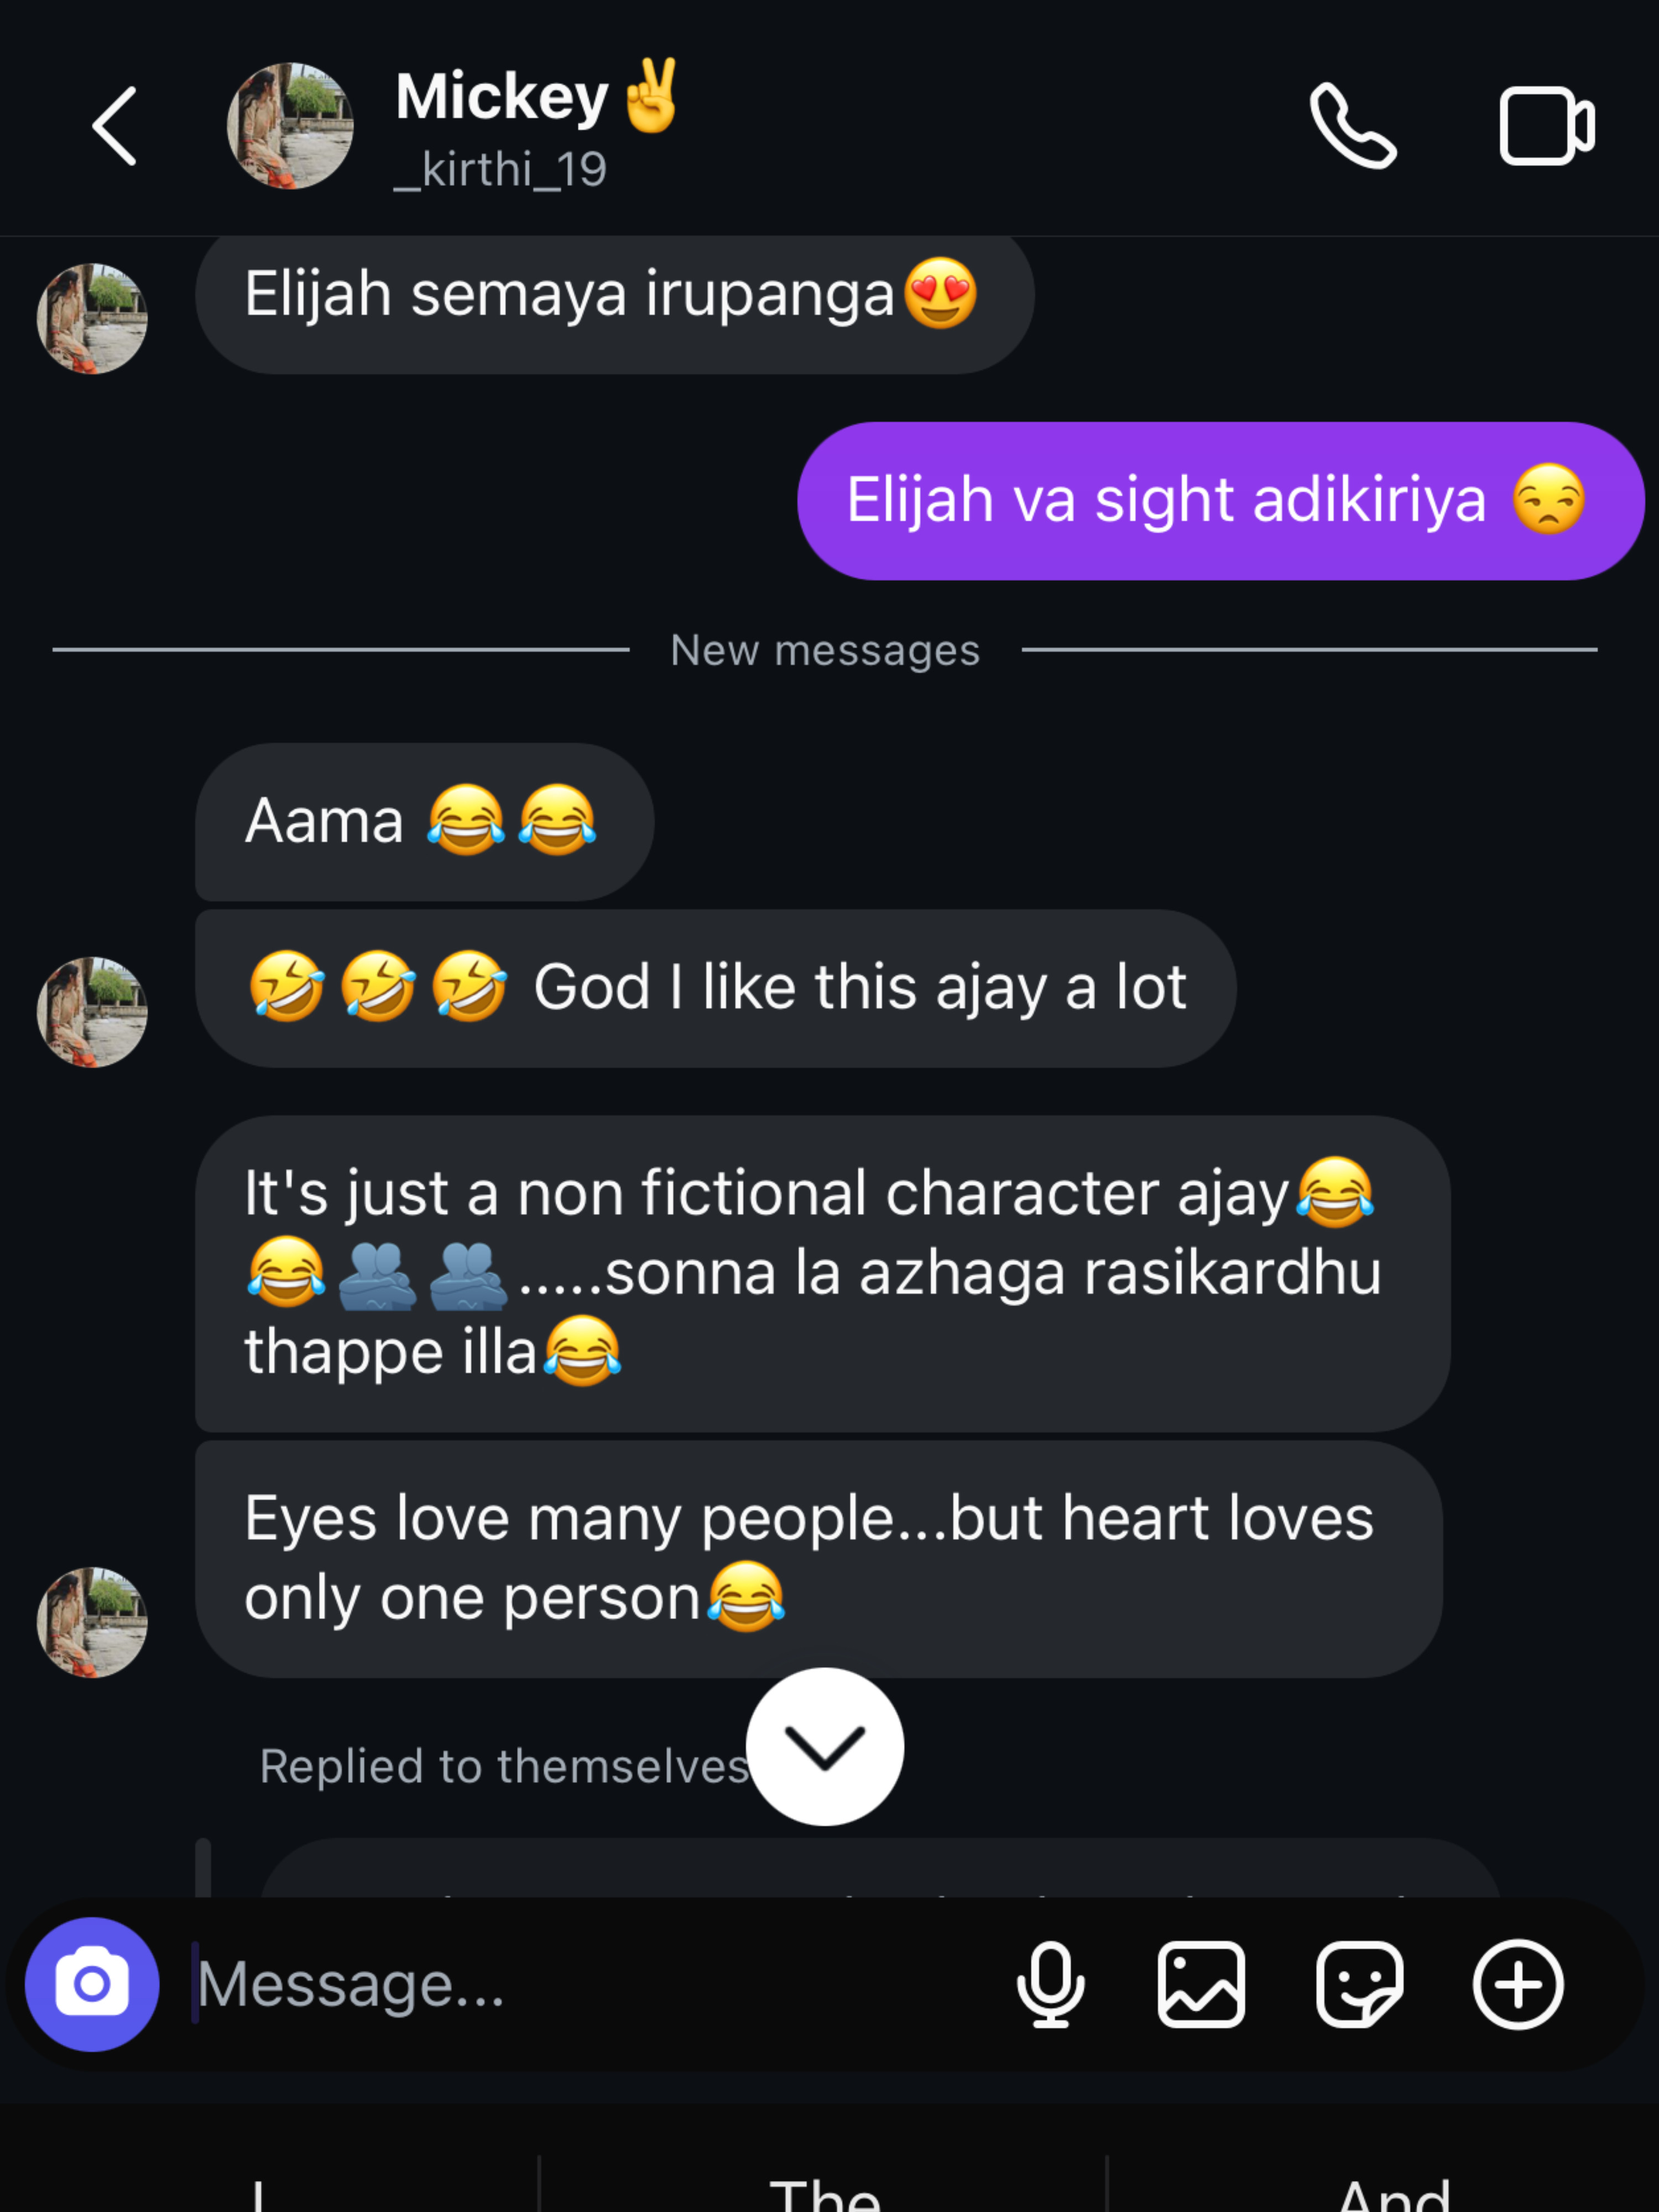 Mickey✌️
_kirthi_19
Elijah semaya irupanga😍
Elijah va sight adikiriya 😒
New messages
Aama 😂😂
🤣🤣🤣 God I like this ajay a lot
It's just a non fictional character ajay😂
😂🫂🫂.....sonna la azhaga rasikardhu
thappe illa😂
Eyes love many people...but heart loves
only one person😂
Replied to themselves
Message...
I The And